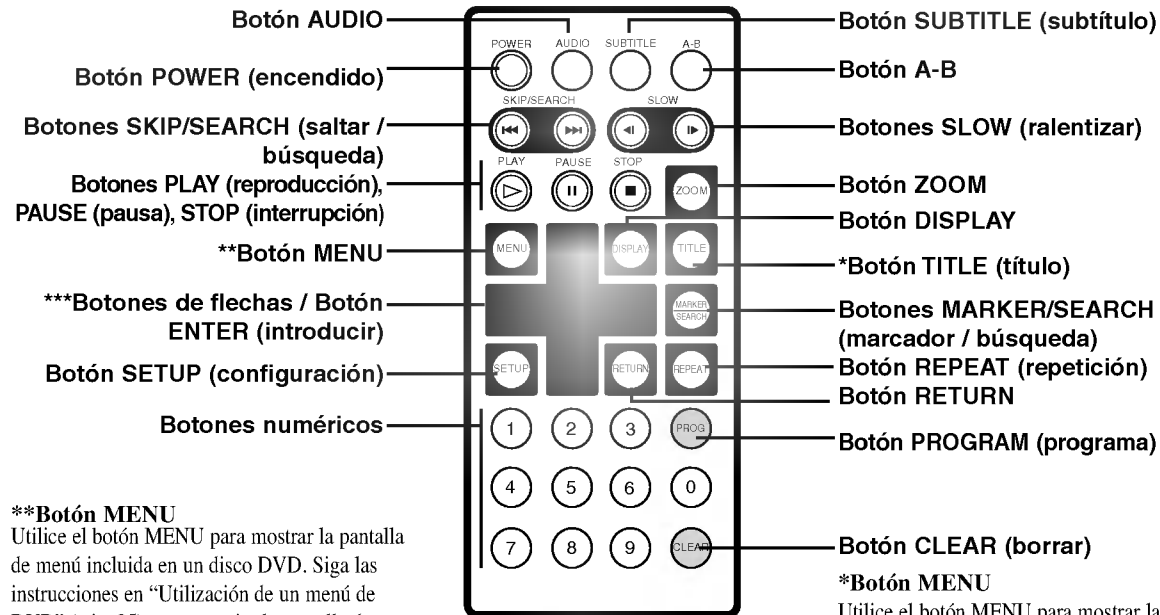 Botón AUDIO
Botón POWER (encendido)
Botones SKIP/SEARCH (saltar /
búsqueda)
Botones PLAY (reproducción),
PAUSE (pausa), STOP (interrupción)
**Botón MENU
***Botones de flechas / Botón
ENTER (introducir)
Botón SETUP (configuración)
Botones numéricos
POWER AUDIO SUBTITLE A-B
SKIP/SEARCH SLOW
PLAY PAUSE STOP
ZOOM
MENU DISPLAY TITLE
MARKER
SEARCH
SETUP RETURN REPEAT
1 2 3 PROG
4 5 6 0
7 8 9 CLEAR
Botón SUBTITLE (subtítulo)
Botón A-B
Botones SLOW (ralentizar)
Botón ZOOM
Botón DISPLAY
*Botón TITLE (título)
Botones MARKER/SEARCH
(marcador / búsqueda)
Botón REPEAT (repetición)
Botón RETURN
Botón PROGRAM (programa)
Botón CLEAR (borrar)
**Botón MENU
Utilice el botón MENU para mostrar la pantalla
de menú incluida en un disco DVD. Siga las
instrucciones en “Utilización de un menú de
*Botón MENU
Utilice el botón MENU para mostrar la